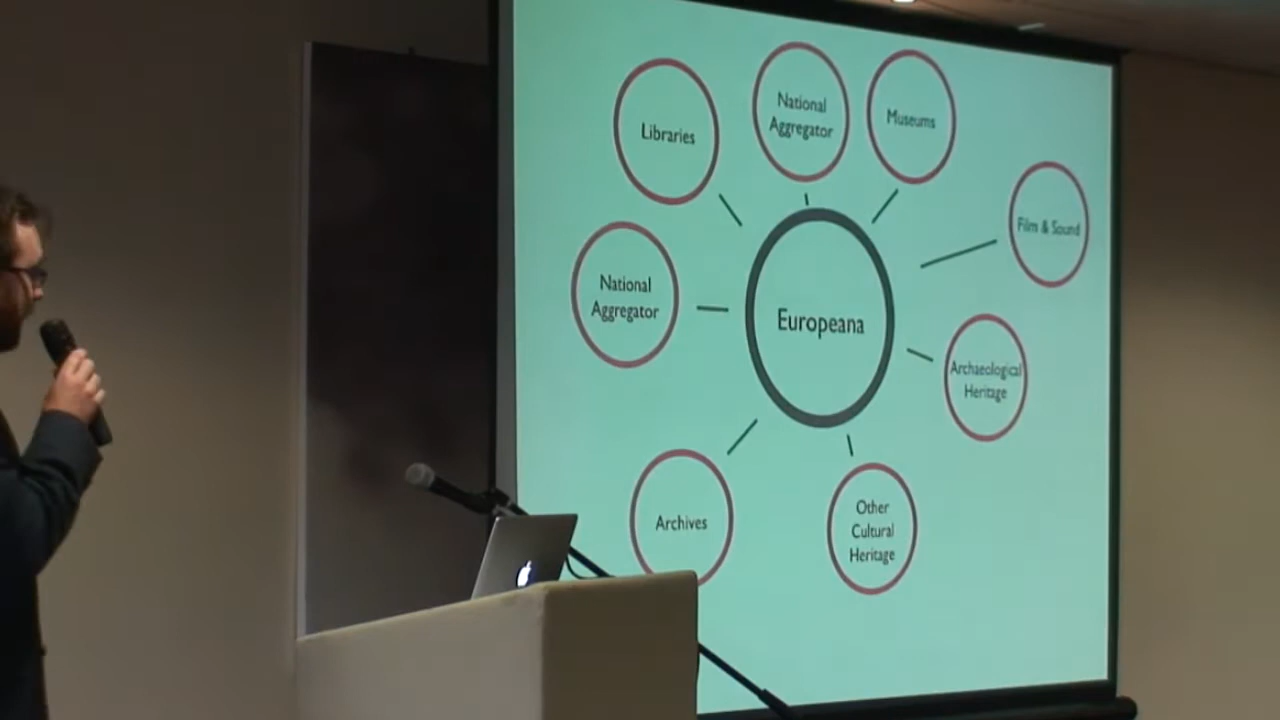 Libraries
National
Aggregator
Museums
Film & Sound
National
Aggregator
Europeana
Archaeological
Heritage
Archives
Other
Cultural
Heritage